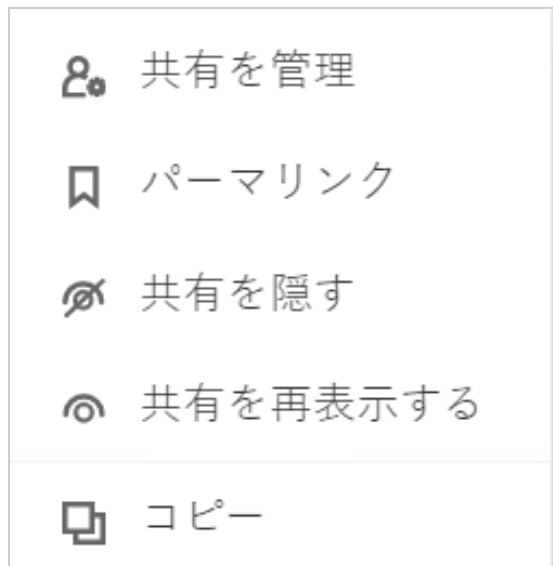 共有を管理
パーマリンク
共有を隠す
共有を再表示する
コピー